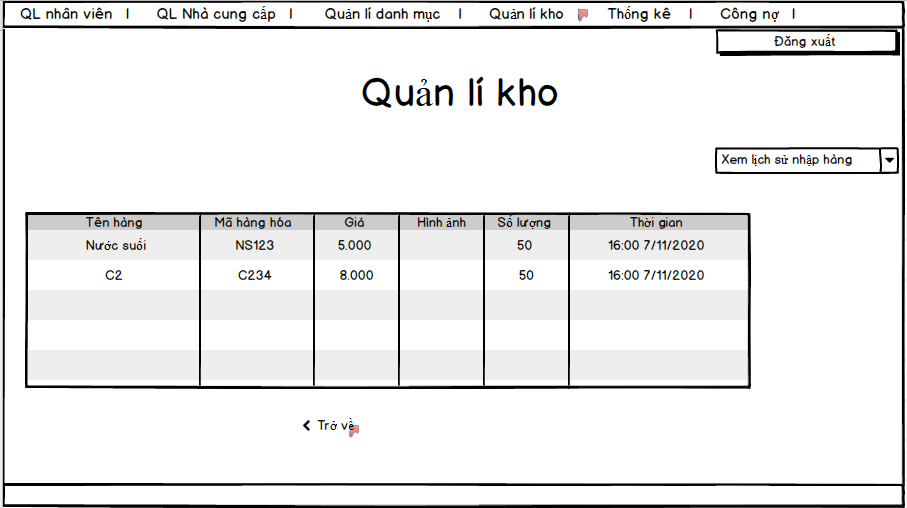 QL nhân viên | QL Nhà cung cấp | Quản lí danh mục | Quản lí kho Thống kê | Công nợ |
Đăng xuất
Quản lí kho
Xem lịch sử nhập hàng
Tên hàng Mã hàng hóa Giá Hình ảnh Số lượng Thời gian
Nước suối NS123 5.000 50 16:00 7/11/2020
C2 C234 8.000 50 16:00 7/11/2020
Trở về